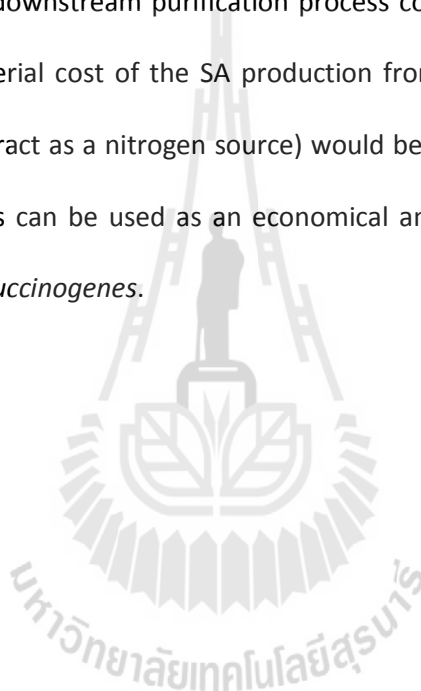 downstream purification process co
erial cost of the SA production from
ract as a nitrogen source) would be
s can be used as an economical an
uccinogenes.
มหาวิทยาลัยเทคโนโลยีสุรนารี